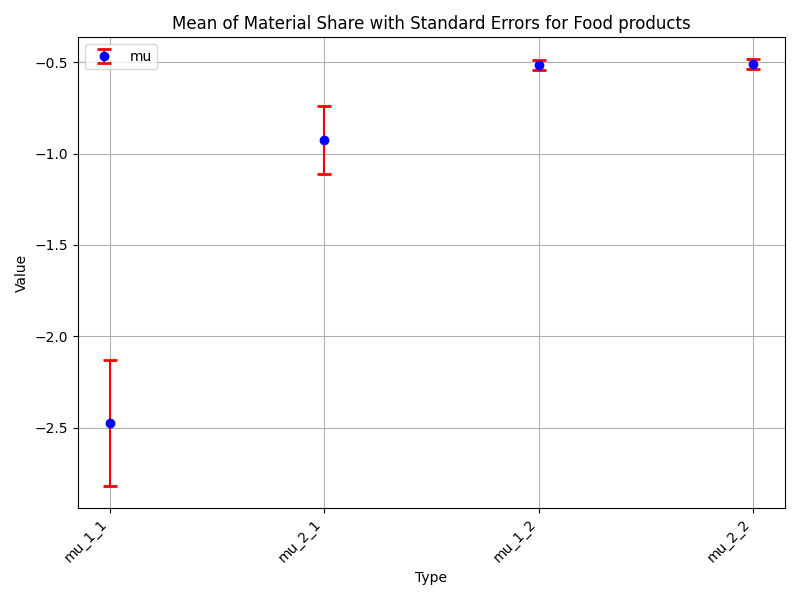 Mean of Material Share with Standard Errors for Food products
mu
−0.5
−1.0
−1.5
−2.0
−2.5
Value
mu_1_1
mu_2_1
mu_1_2
mu_2_2
Type